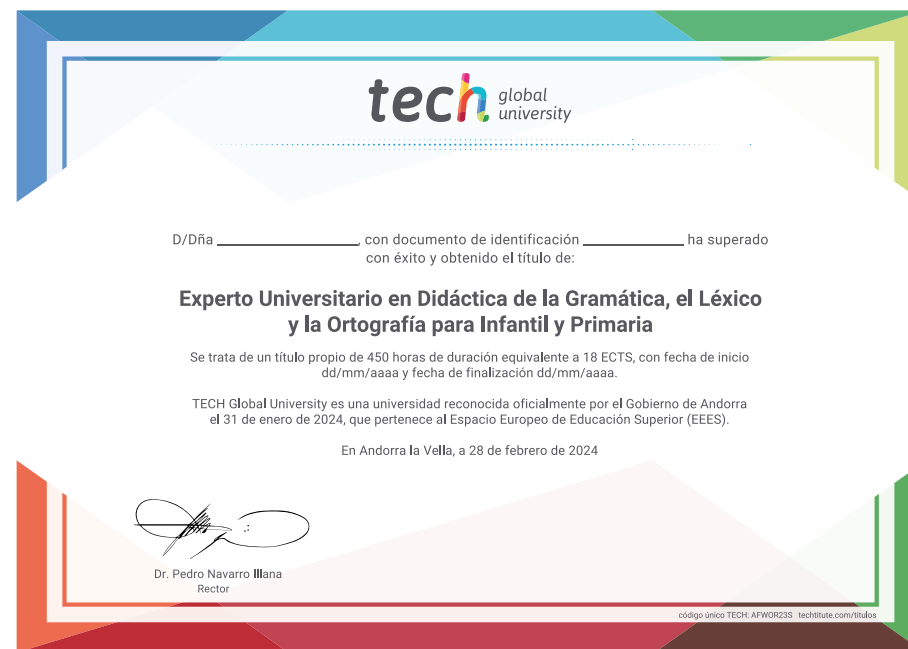 tech global university
D/Dña ____________________, con documento de identificación ______________ ha superado
con éxito y obtenido el título de:
Experto Universitario en Didáctica de la Gramática, el Léxico
y la Ortografía para Infantil y Primaria
Se trata de un título propio de 450 horas de duración equivalente a 18 ECTS, con fecha de inicio
dd/mm/aaaa y fecha de finalización dd/mm/aaaa.
TECH Global University es una universidad reconocida oficialmente por el Gobierno de Andorra
el 31 de enero de 2024, que pertenece al Espacio Europeo de Educación Superior (EEES).
En Andorra la Vella, a 28 de febrero de 2024
Dr. Pedro Navarro Illana
Rector
código único TECH: AFWOR23S techtitute.com/titulos